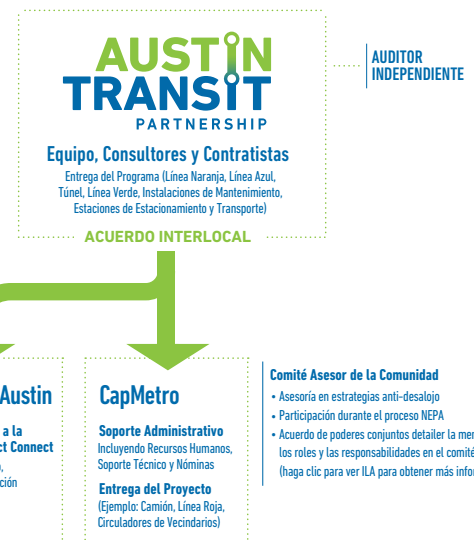 AUSTIN
TRANSIT
PARTNERSHIP
AUDITOR
INDEPENDIENTE
Equipo, Consultores y Contratistas
Entrega del Programa (Línea Naranja, Línea Azul,
Túnel, Línea Verde, Instalaciones de Mantenimiento,
Estaciones de Estacionamiento y Transporte)
ACUERDO INTERLOCAL
Austin
a la
Connect
CapMetro
Soporte Administrativo
Incluyendo Recursos Humanos,
Soporte Técnico y Nóminas
Entrega del Proyecto
(Ejemplo: Camión, Línea Roja,
Circuladores de Vecindarios)
Comité Asesor de la Comunidad
• Asesoría en estrategias anti-desalojo
• Participación durante el proceso NEPA
• Acuerdo de poderes conjuntos detailer la
los roles y las responsabilidades en el comité
(haga clic para ver ILA para obtener más